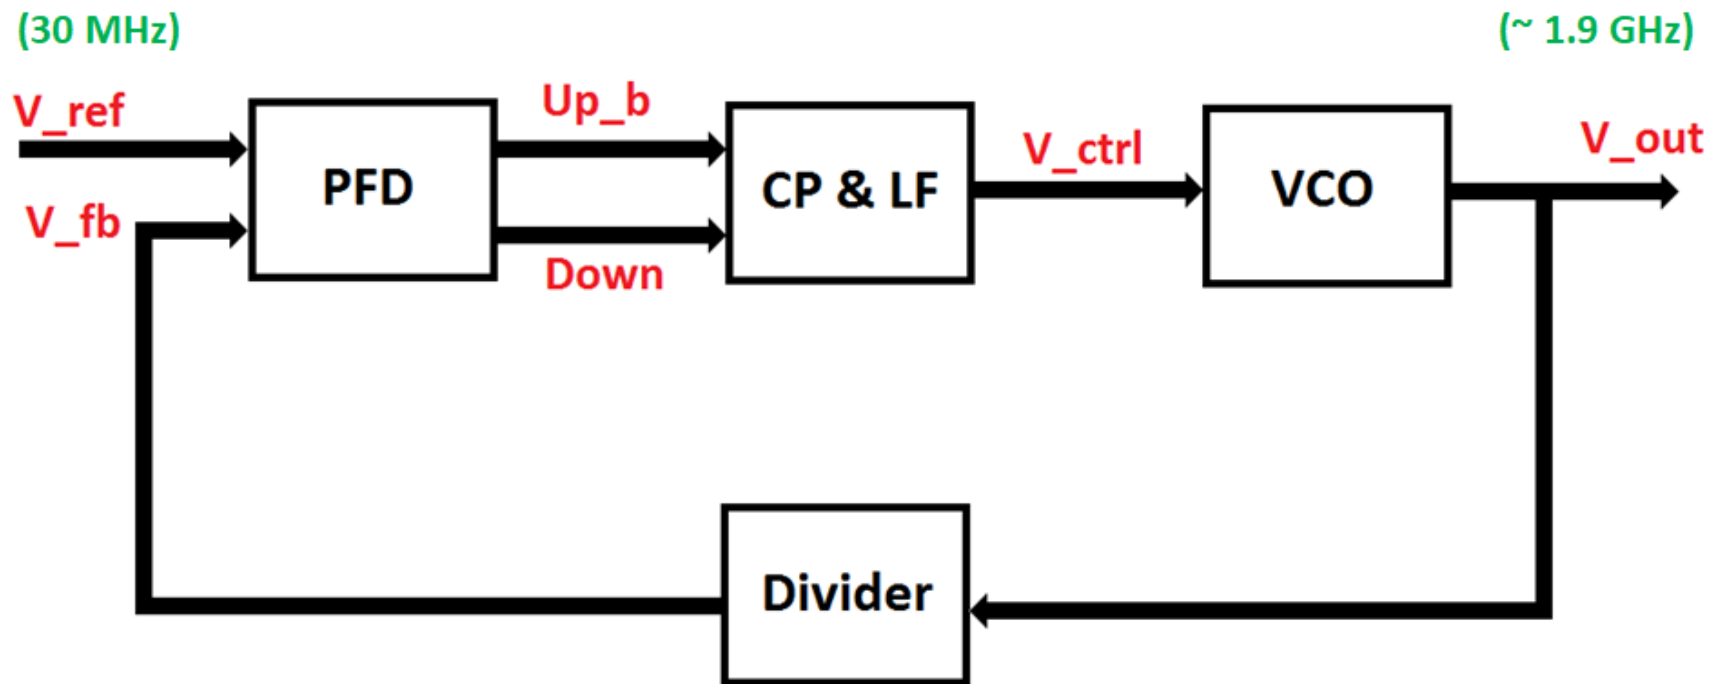 (30 MHz)
(~ 1.9 GHz)
V_ref
Up_b
V_ctrl
V_out
PFD
CP & LF
VCO
V_fb
Down
Divider